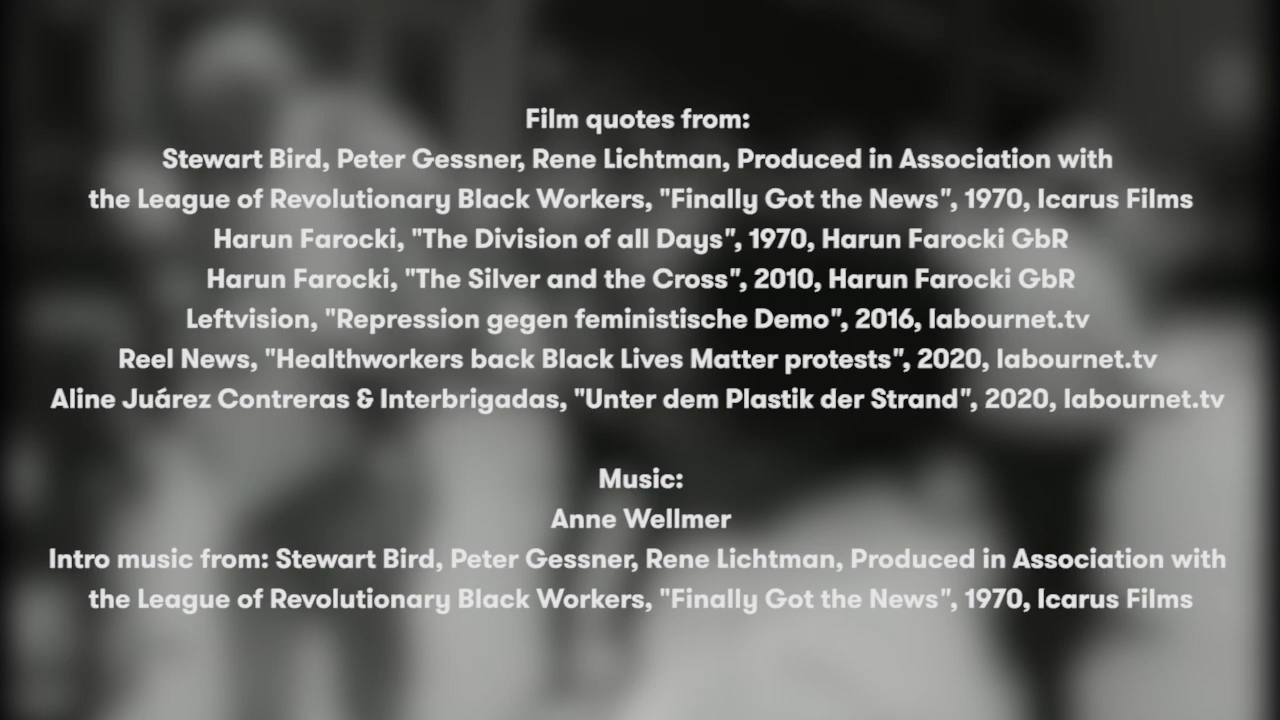 Film quotes from:
Stewart Bird, Peter Gessner, Rene Lichtman, Produced in Association with
the League of Revolutionary Black Workers, "Finally Got the News", 1970, Icarus Films
Harun Farocki, "The Division of all Days", 1970, Harun Farocki GbR
Harun Farocki, "The Silver and the Cross", 2010, Harun Farocki GbR
Leftvision, "Repression gegen feministische Demo", 2016, labournet.tv
Reel News, "Healthworkers back Black Lives Matter protests", 2020, labournet.tv
Aline Juárez Contreras & Interbrigadas, "Unter dem Plastik der Strand", 2020, labournet.tv
Music:
Anne Wellmer
Intro music from: Stewart Bird, Peter Gessner, Rene Lichtman, Produced in Association with
the League of Revolutionary Black Workers, "Finally Got the News", 1970, Icarus Films